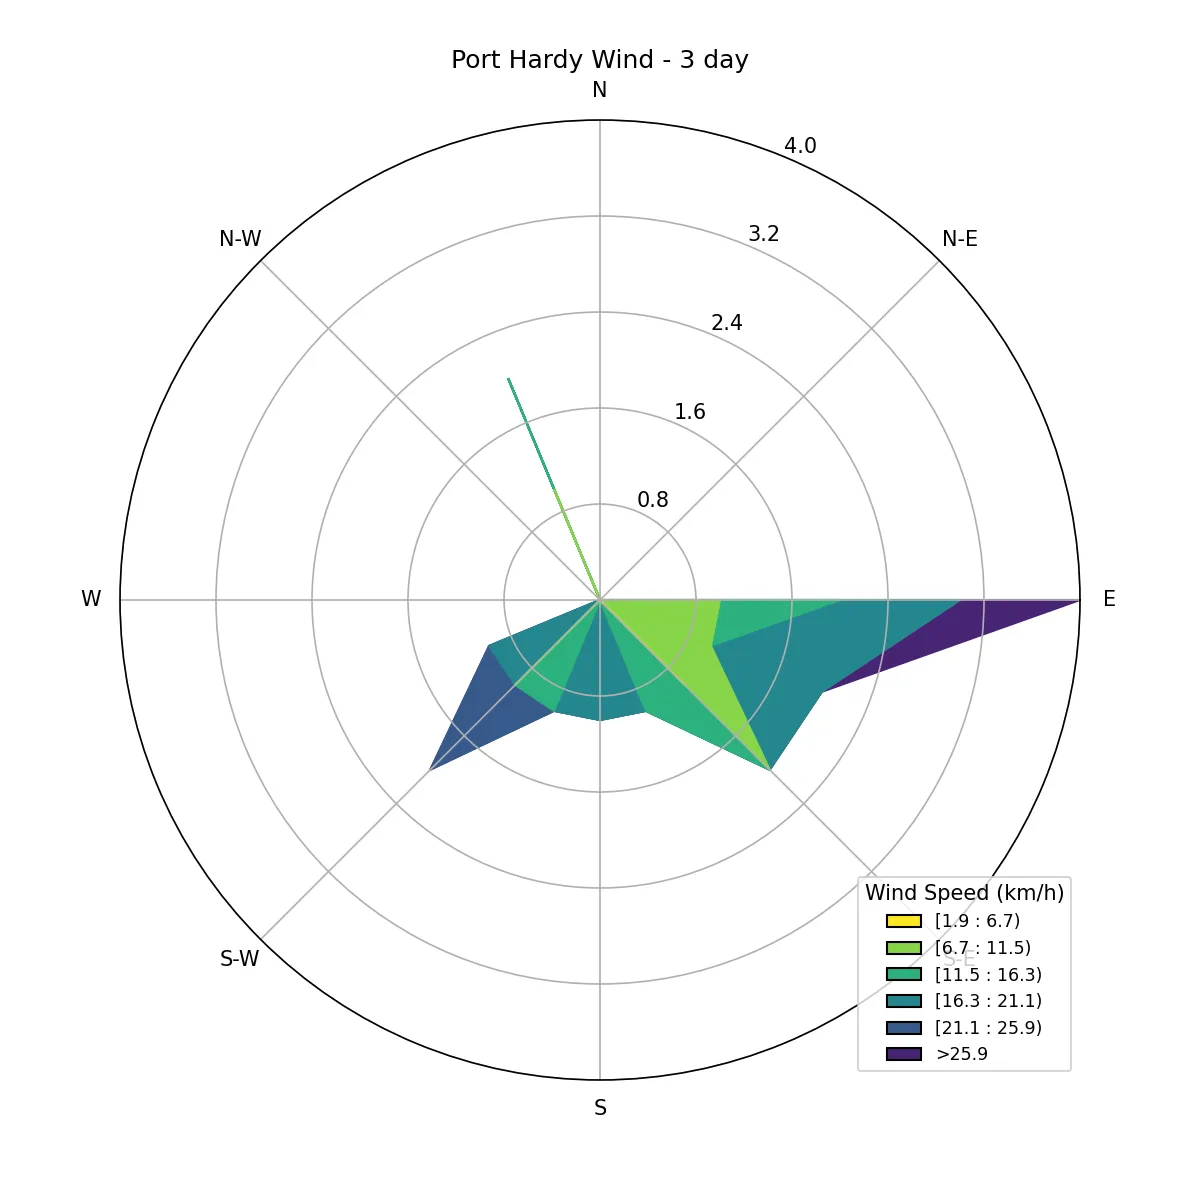 Port Hardy Wind - 3 day
N
4.0
N-W
N-E
3.2
2.4
1.6
0.8
W
E
S-W
S-E
S
Wind Speed (km/h)
[1.9 : 6.7)
[6.7 : 11.5)
[11.5 : 16.3)
[16.3 : 21.1)
[21.1 : 25.9)
>25.9